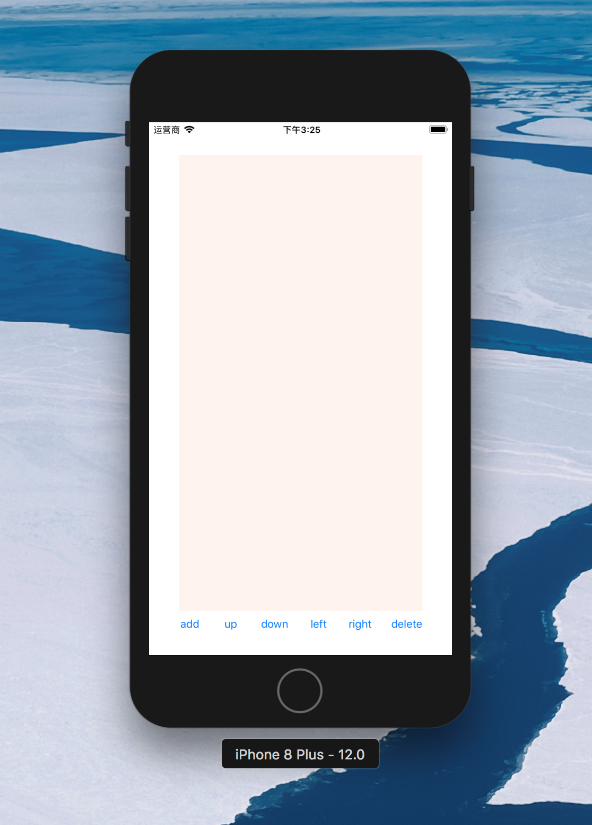 运营商 下午3:25
add up down left right delete
iPhone 8 Plus - 12.0